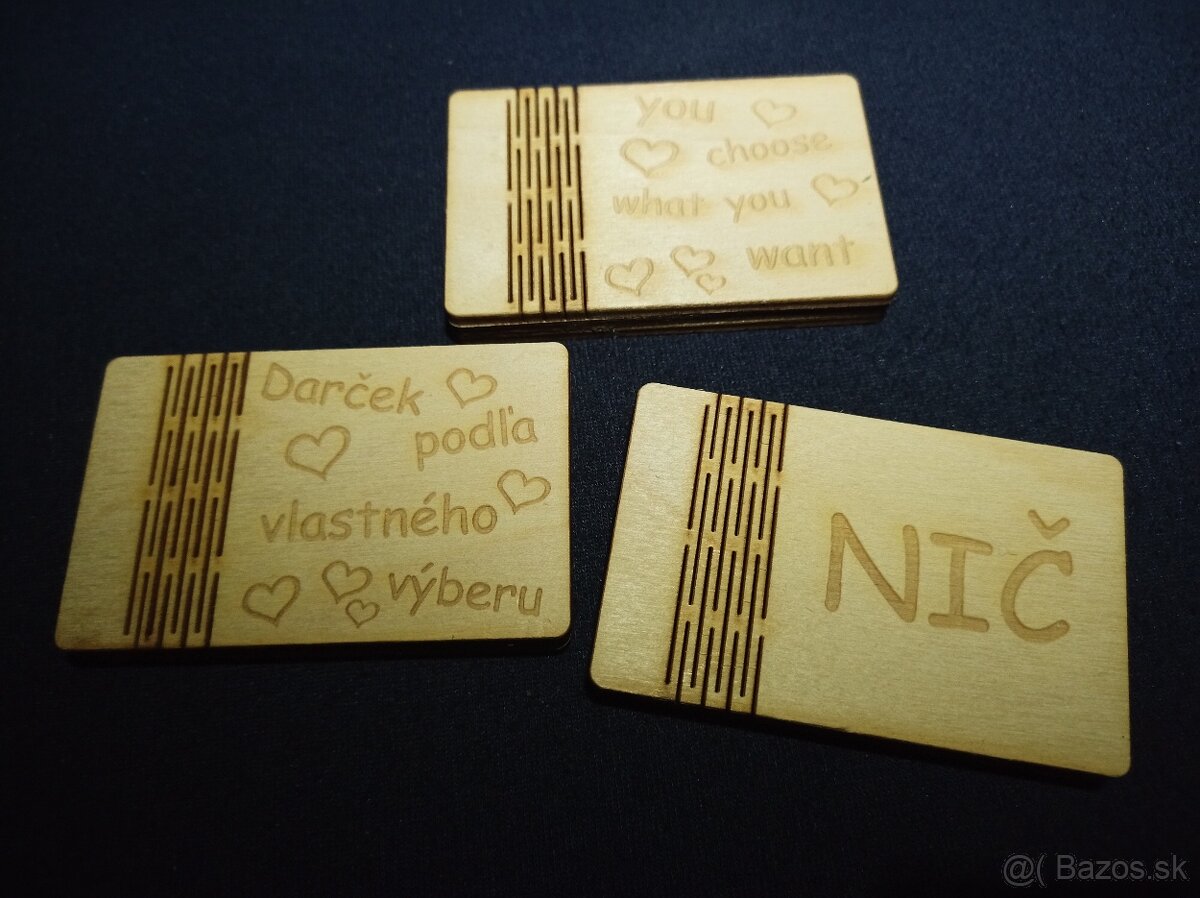 you
choose
what you
want
Darček
podľa
vlastného
výberu
NIČ
@( Bazos.sk